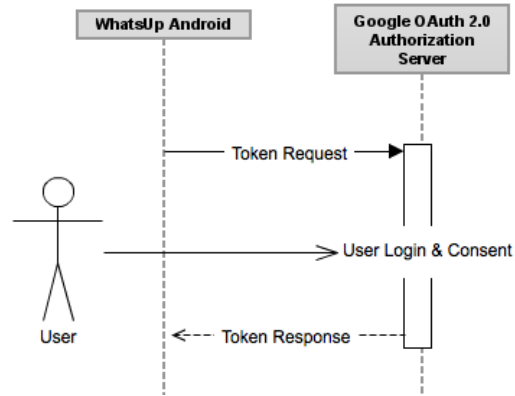 WhatsUp Android
Google OAuth 2.0
Authorization
Server
Token Request
User Login & Consent
User
Token Response